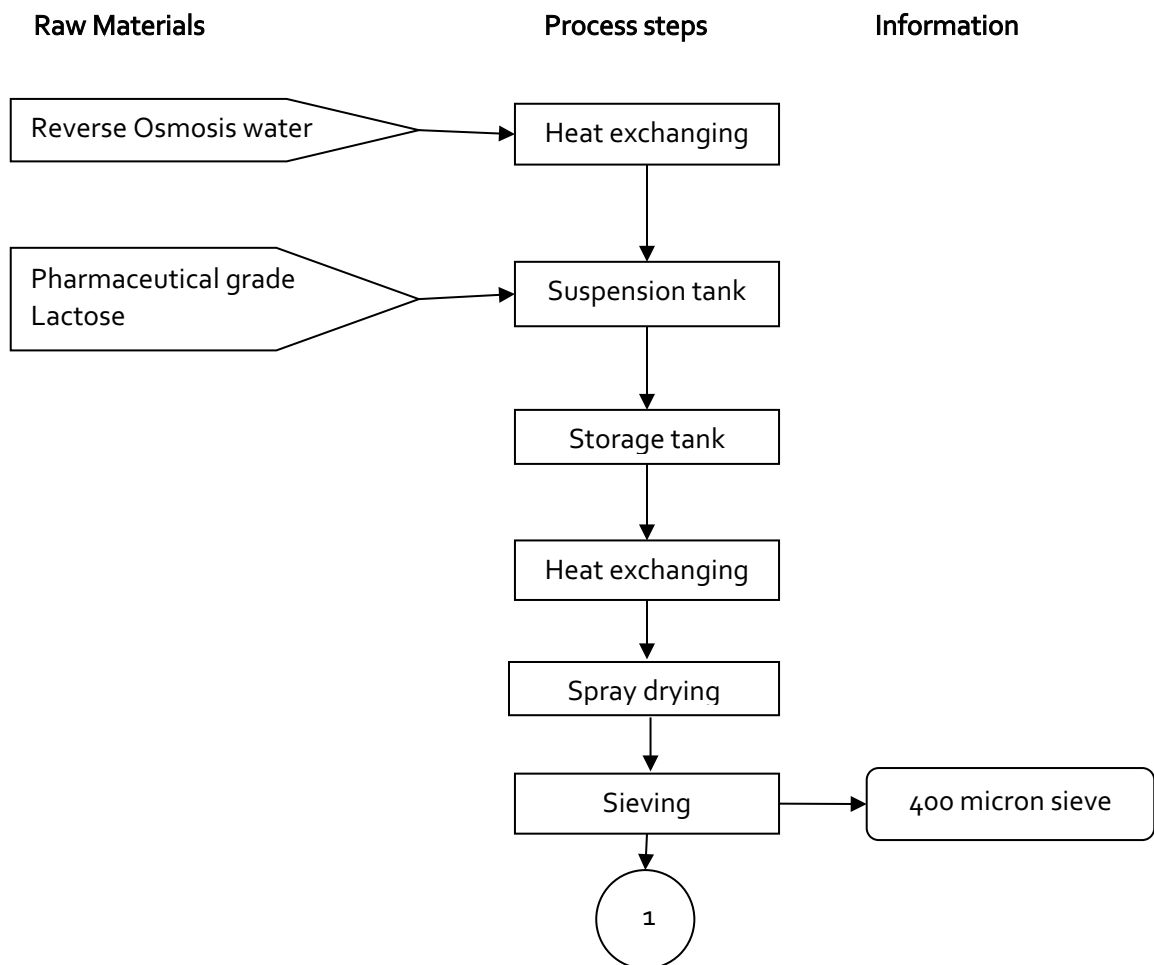 Raw Materials
Process steps
Information
Reverse Osmosis water
Heat exchanging
Pharmaceutical grade
Lactose
Suspension tank
Storage tank
Heat exchanging
Spray drying
Sieving
400 micron sieve
1